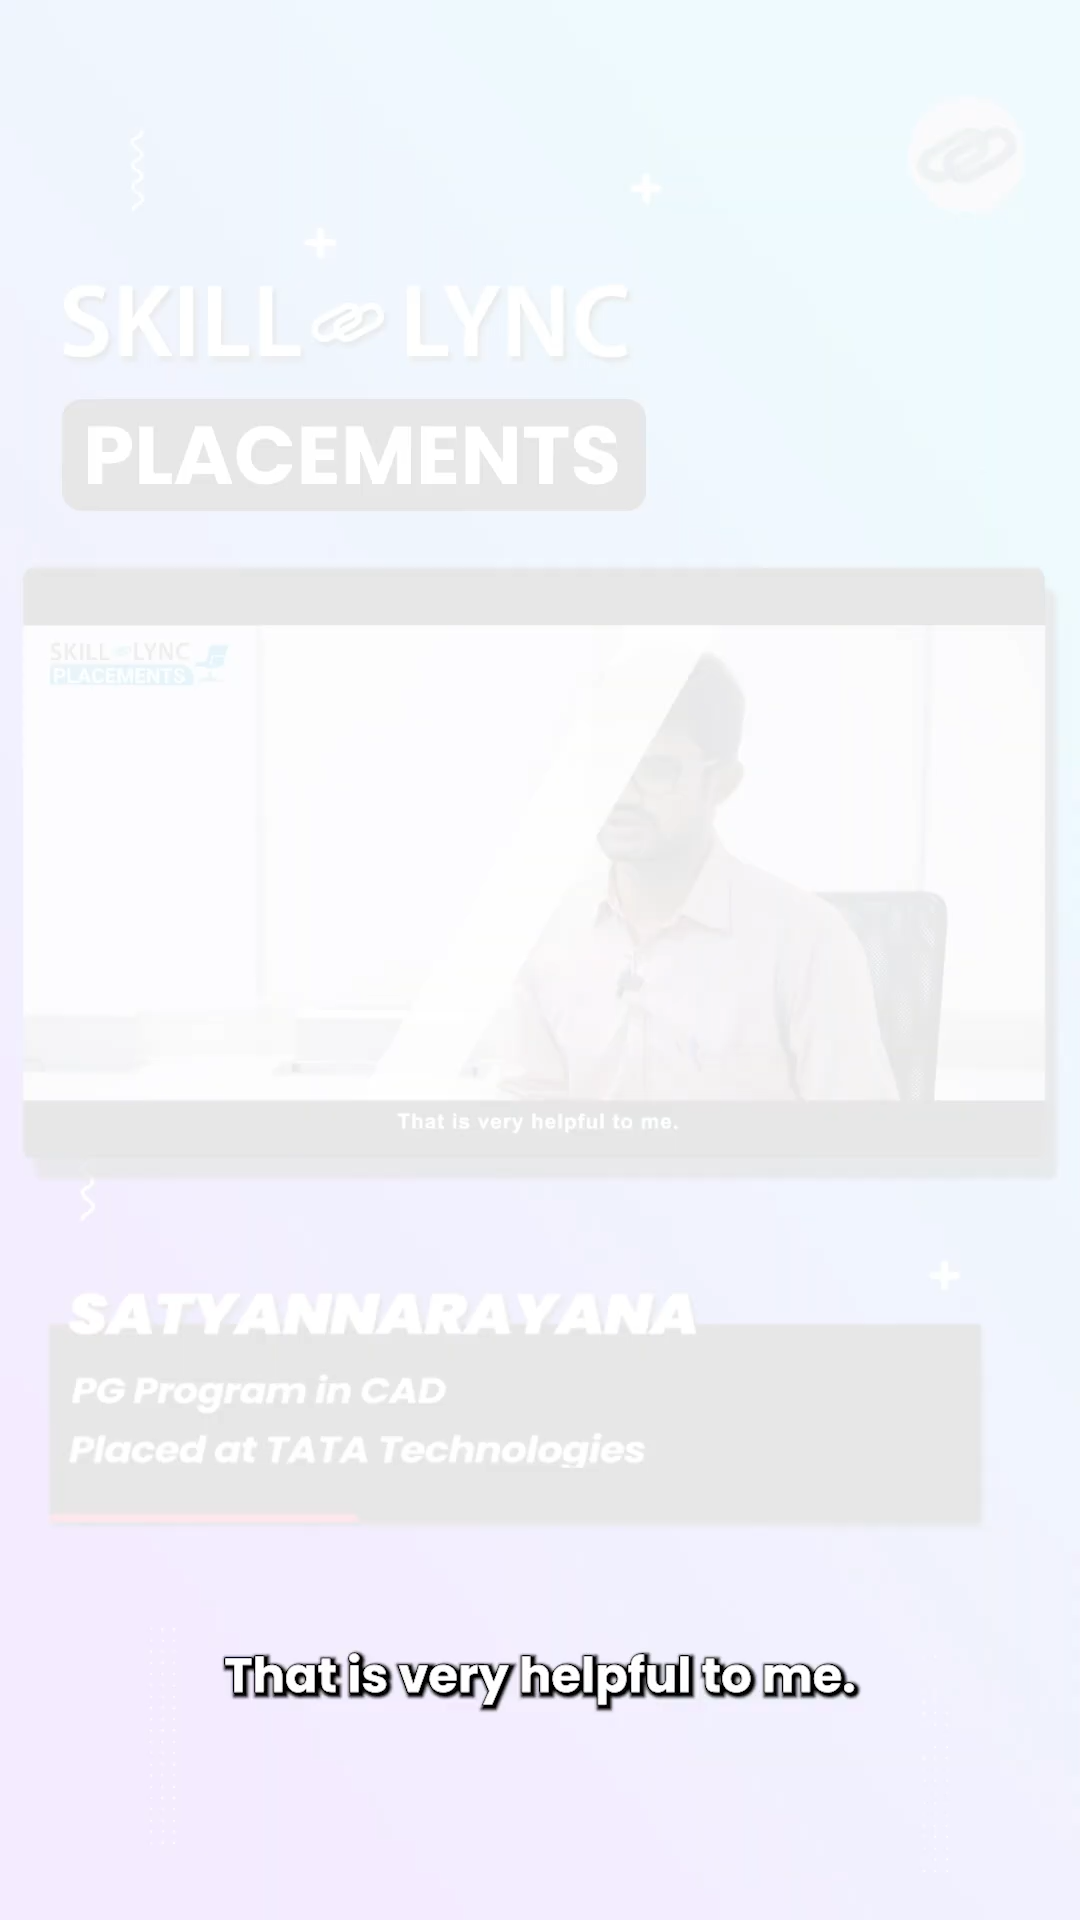 SKILL LYNC
PLACEMENTS
SKILL LYNC
PLACEMENTS
That is very helpful to me.
SATYANNARAYANA
PG Program in CAD
Placed at TATA Technologies
That is very helpful to me.